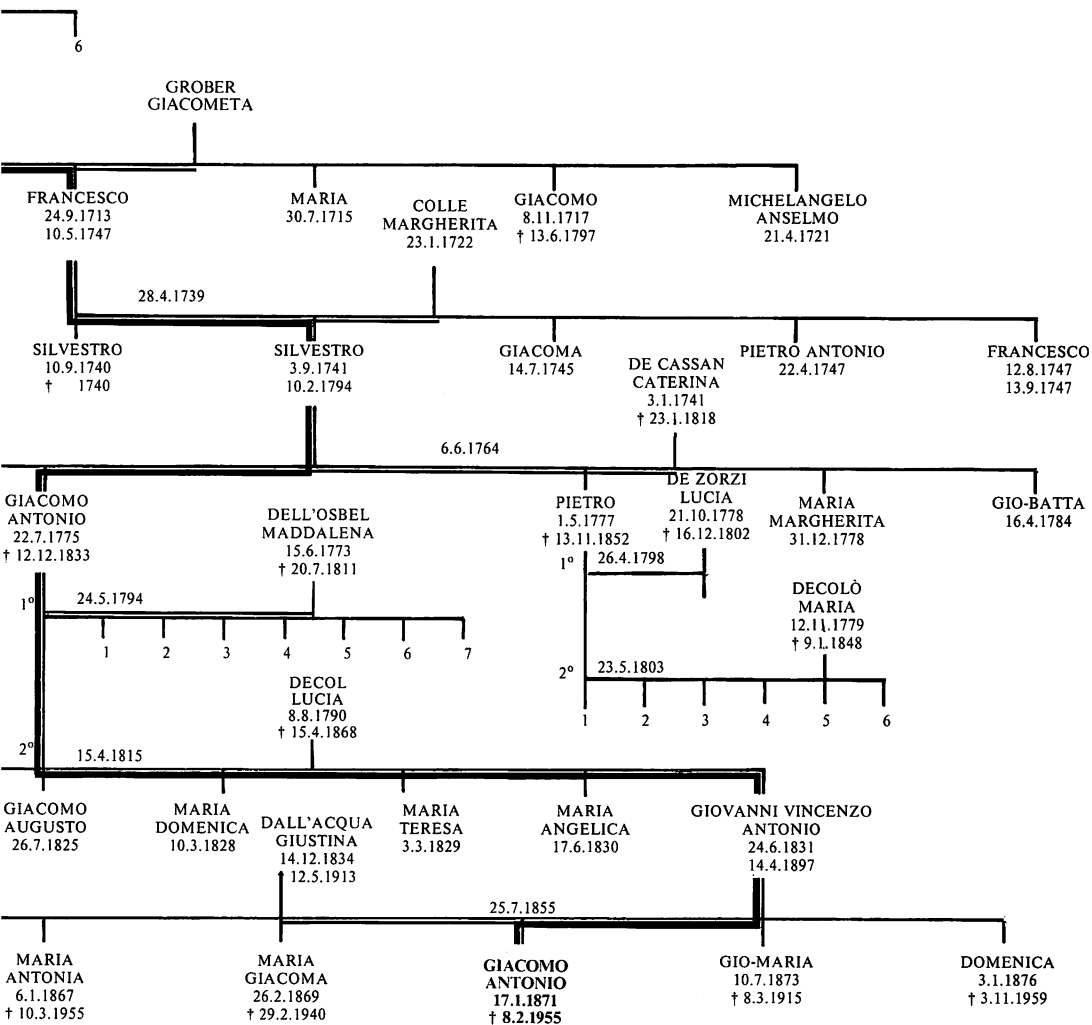 6
GROBER
GIACOMETA
FRANCESCO
24.9.1713
10.5.1747
MARIA
30.7.1715
COLLE
MARGHERITA
23.1.1722
GIACOMO
8.11.1717
† 13.6.1797
MICHELANGELO
ANSELMO
21.4.1721
28.4.1739
SILVESTRO
10.9.1740
† 1740
SILVESTRO
3.9.1741
10.2.1794
GIACOMA
14.7.1745
DE CASSAN
CATERINA
3.1.1741
† 23.1.1818
PIETRO ANTONIO
22.4.1747
FRANCESCO
12.8.1747
13.9.1747
6.6.1764
GIACOMO
ANTONIO
22.7.1775
† 12.12.1833
DELL'OSBEL
MADDALENA
15.6.1773
† 20.7.1811
PIETRO
1.5.1777
† 13.11.1852
DE ZORZI
LUCIA
21.10.1778
† 16.12.1802
MARIA
MARGHERITA
31.12.1778
GIO-BATTA
16.4.1784
1º
26.4.1798
1º
24.5.1794
1 2 3 4 5 6 7
DECOLÒ
MARIA
12.11.1779
† 9.1.1848
2º
23.5.1803
1 2 3 4 5 6
DECOL
LUCIA
8.8.1790
† 15.4.1868
2º
15.4.1815
GIACOMO
AUGUSTO
26.7.1825
MARIA
DOMENICA
10.3.1828
DALL'ACQUA
GIUSTINA
14.12.1834
12.5.1913
MARIA
TERESA
3.3.1829
MARIA
ANGELICA
17.6.1830
GIOVANNI VINCENZO
ANTONIO
24.6.1831
14.4.1897
25.7.1855
MARIA
ANTONIA
6.1.1867
† 10.3.1955
MARIA
GIACOMA
26.2.1869
† 29.2.1940
GIACOMO
ANTONIO
17.1.1871
† 8.2.1955
GIO-MARIA
10.7.1873
† 8.3.1915
DOMENICA
3.1.1876
† 3.11.1959